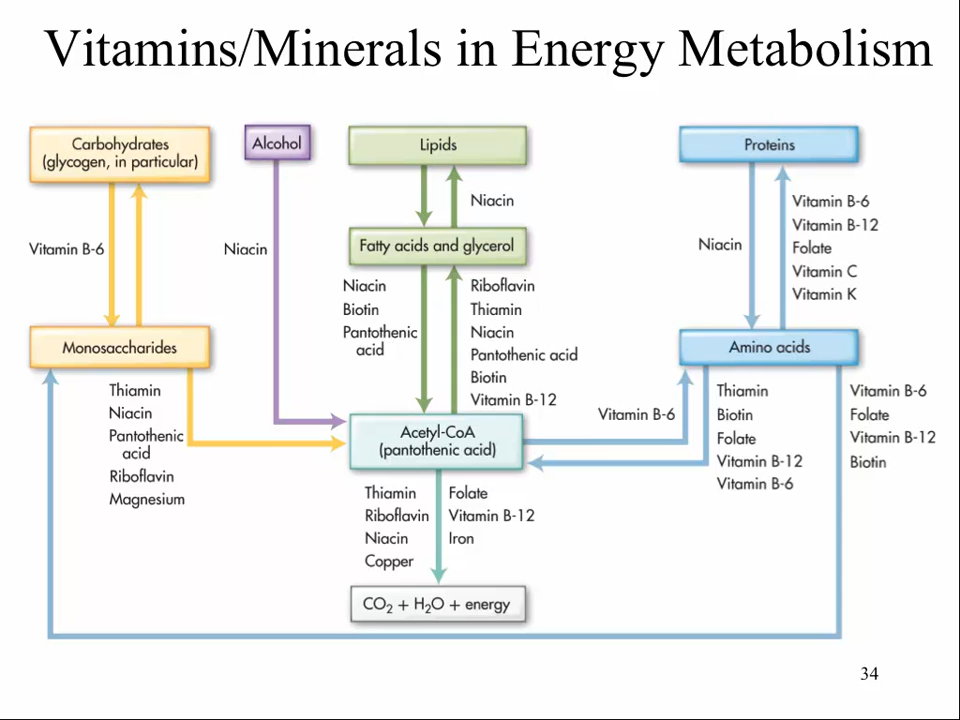 Vitamins/Minerals in Energy Metabolism
Carbohydrates
(glycogen, in particular)
Alcohol
Lipids
Proteins
Niacin
Vitamin B-6
Vitamin B-12
Folate
Vitamin C
Vitamin K
Vitamin B-6
Niacin
Fatty acids and glycerol
Niacin
Niacin
Biotin
Pantothenic
acid
Riboflavin
Thiamin
Niacin
Pantothenic acid
Biotin
Vitamin B-12
Monosaccharides
Amino acids
Thiamin
Niacin
Pantothenic
acid
Riboflavin
Magnesium
Acetyl-CoA
(pantothenic acid)
Vitamin B-6
Thiamin
Biotin
Folate
Vitamin B-12
Vitamin B-6
Vitamin B-6
Folate
Vitamin B-12
Biotin
Thiamin
Riboflavin
Niacin
Copper
Folate
Vitamin B-12
Iron
CO₂ + H₂O + energy
34